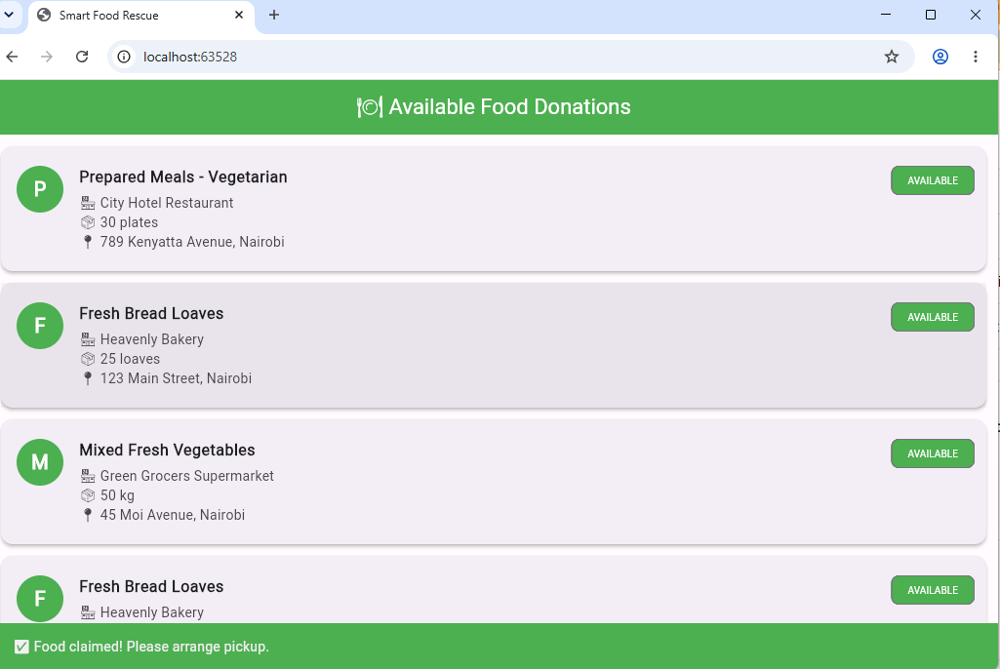 Smart Food Rescue
localhost:63528
🍽 Available Food Donations
P
Prepared Meals - Vegetarian
AVAILABLE
🏪 City Hotel Restaurant
📦 30 plates
📍 789 Kenyatta Avenue, Nairobi
F
Fresh Bread Loaves
AVAILABLE
🏪 Heavenly Bakery
📦 25 loaves
📍 123 Main Street, Nairobi
M
Mixed Fresh Vegetables
AVAILABLE
🏪 Green Grocers Supermarket
📦 50 kg
📍 45 Moi Avenue, Nairobi
F
Fresh Bread Loaves
AVAILABLE
🏪 Heavenly Bakery
✅ Food claimed! Please arrange pickup.